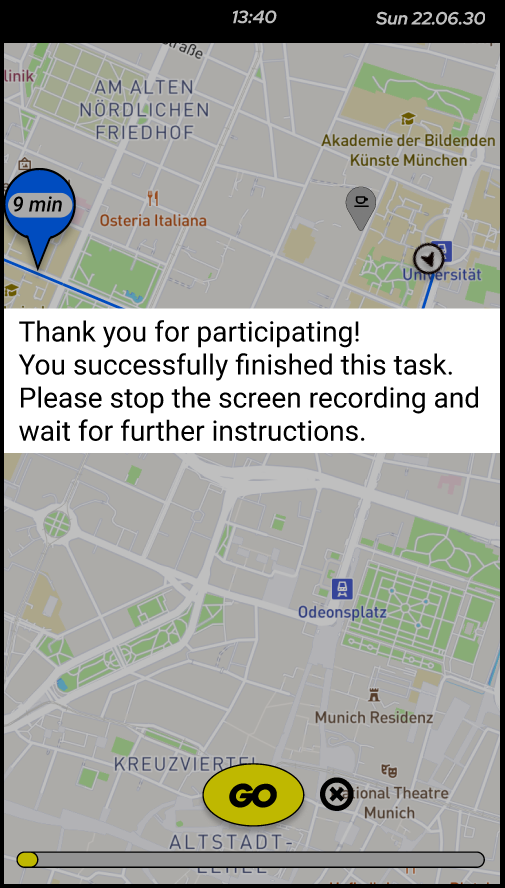 13:40
Sun 22.06.30
linik
AM ALTEN
NÖRDLICHEN
FRIEDHOF
Akademie der Bildenden
Künste München
9 min
Osteria Italiana
Universität
Thank you for participating!
You successfully finished this task.
Please stop the screen recording and
wait for further instructions.
Odeonsplatz
Munich Residenz
KREUZVIERTEL
GO
National Theatre
Munich
ALTSTADT-
LEHEL